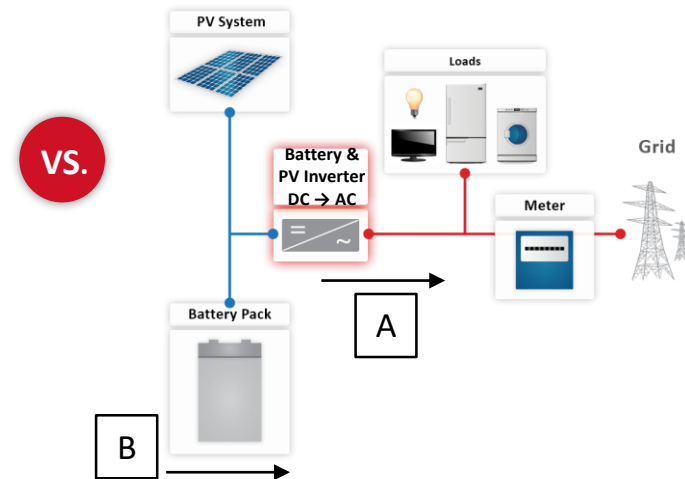 PV System
Loads
VS.
Battery &
PV Inverter
DC → AC
Grid
Meter
A
Battery Pack
B